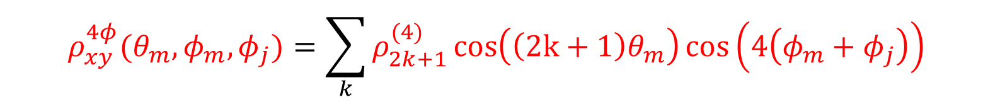 ρ_{xy}^{4ϕ}(θ_m, ϕ_m, ϕ_j) = ∑_k ρ_{2k+1}^{(4)} cos((2k + 1)θ_m) cos(4(ϕ_m + ϕ_j))